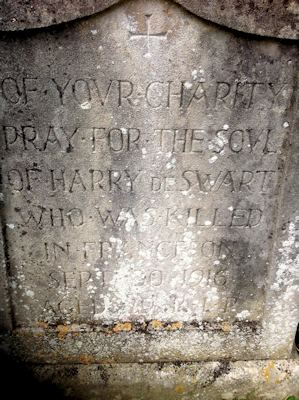 OF·YOVR·CHARITY
PRAY·FOR·THE·SOVL
OF HARRY DE SWART
WHO·WAS·KILLED
IN·FRANCE·ON
SEPT·30·1916
AGED